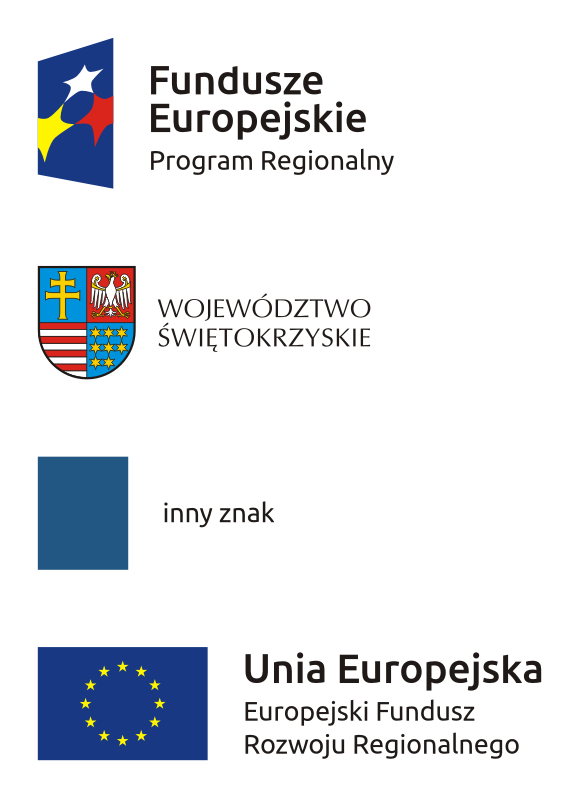 Fundusze
Europejskie
Program Regionalny
WOJEWÓDZTWO
ŚWIĘTOKRZYSKIE
inny znak
Unia Europejska
Europejski Fundusz
Rozwoju Regionalnego